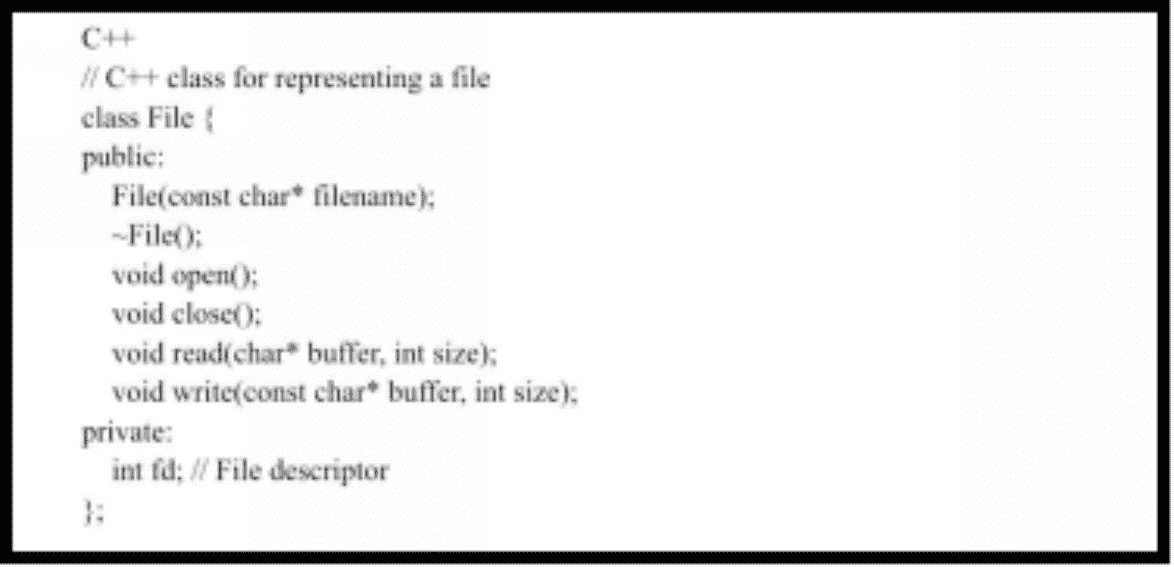 C++
// C++ class for representing a file
class File {
public:
File(const char* filename);
~File();
void open();
void close();
void read(char* buffer, int size);
void write(const char* buffer, int size);
private:
int fd; // File descriptor
};